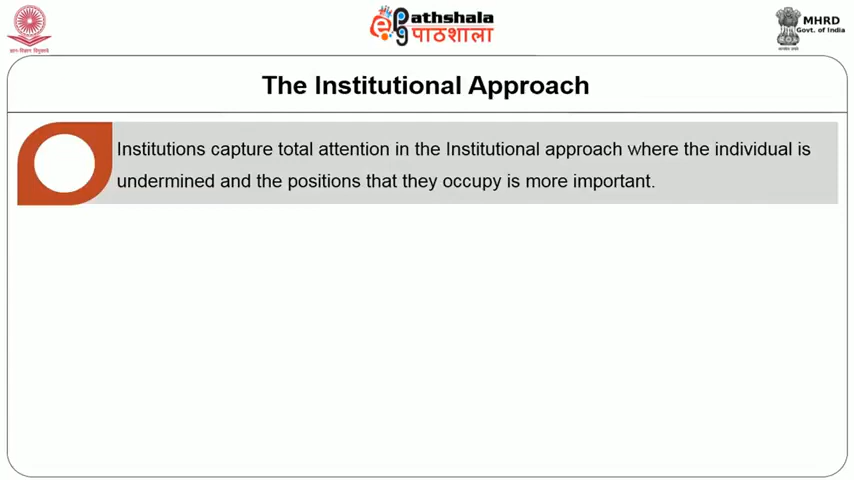 ePathshala
पाठशाला
MHRD
Govt. of India
The Institutional Approach
Institutions capture total attention in the Institutional approach where the individual is
undermined and the positions that they occupy is more important.